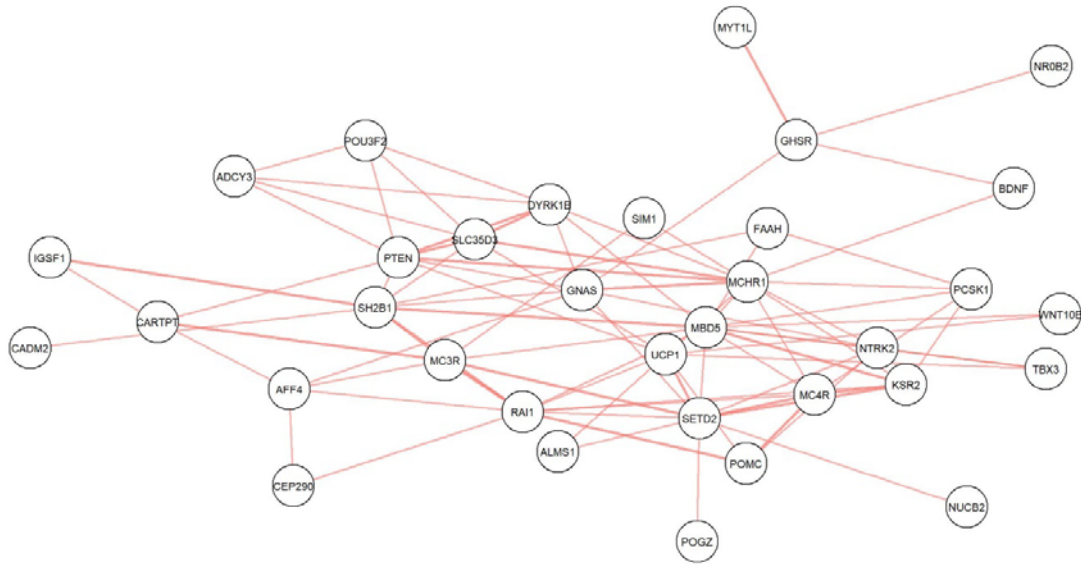 MYT1L
NR0B2
GHSR
POU3F2
ADCY3
BDNF
DYRK1B
SIM1
FAAH
SLC35D3
IGSF1
PTEN
MCHR1
GNAS
PCSK1
SH2B1
CARTPT
WNT10B
MBD5
CADM2
NTRK2
UCP1
MC3R
TBX3
KSR2
AFF4
MC4R
RAI1
SETD2
ALMS1
POMC
CEP290
NUCB2
POGZ